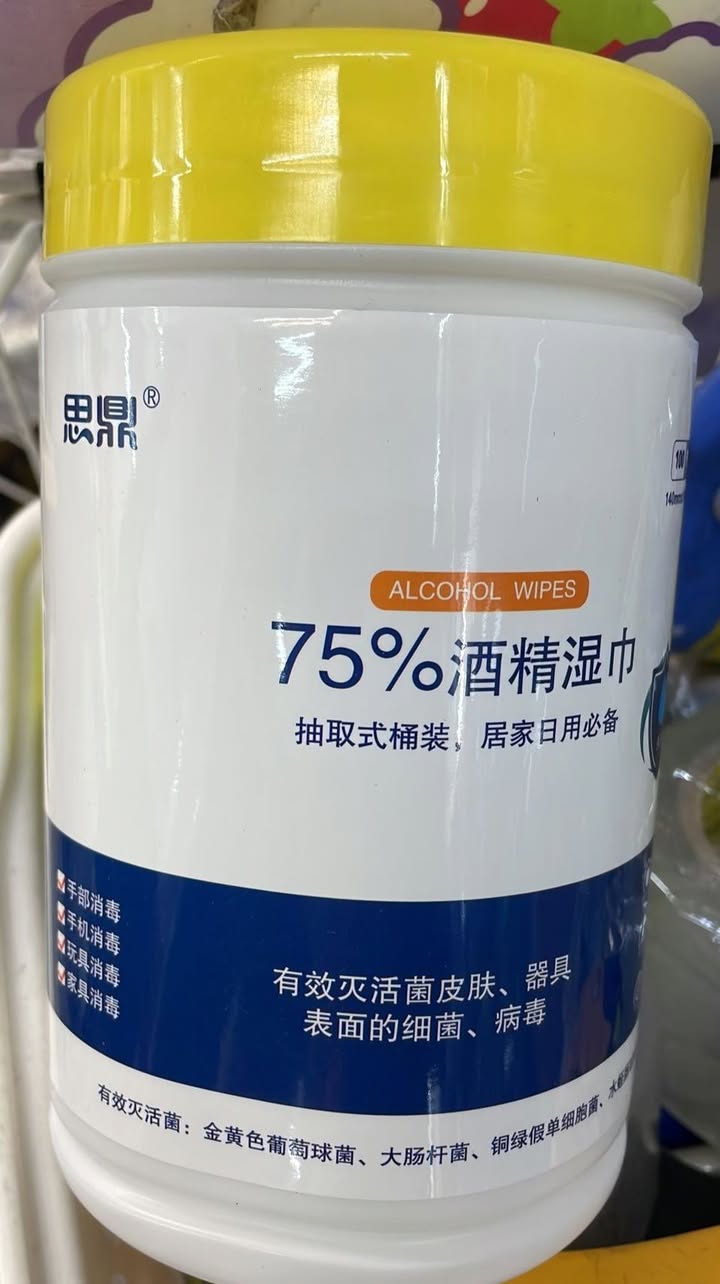 思鼎®
100
140mm
ALCOHOL WIPES
75%酒精湿巾
抽取式桶装，居家日用必备
手部消毒
手机消毒
玩具消毒
家具消毒
有效灭活菌皮肤、器具
表面的细菌、病毒
有效灭活菌：金黄色葡萄球菌、大肠杆菌、铜绿假单细胞菌、水